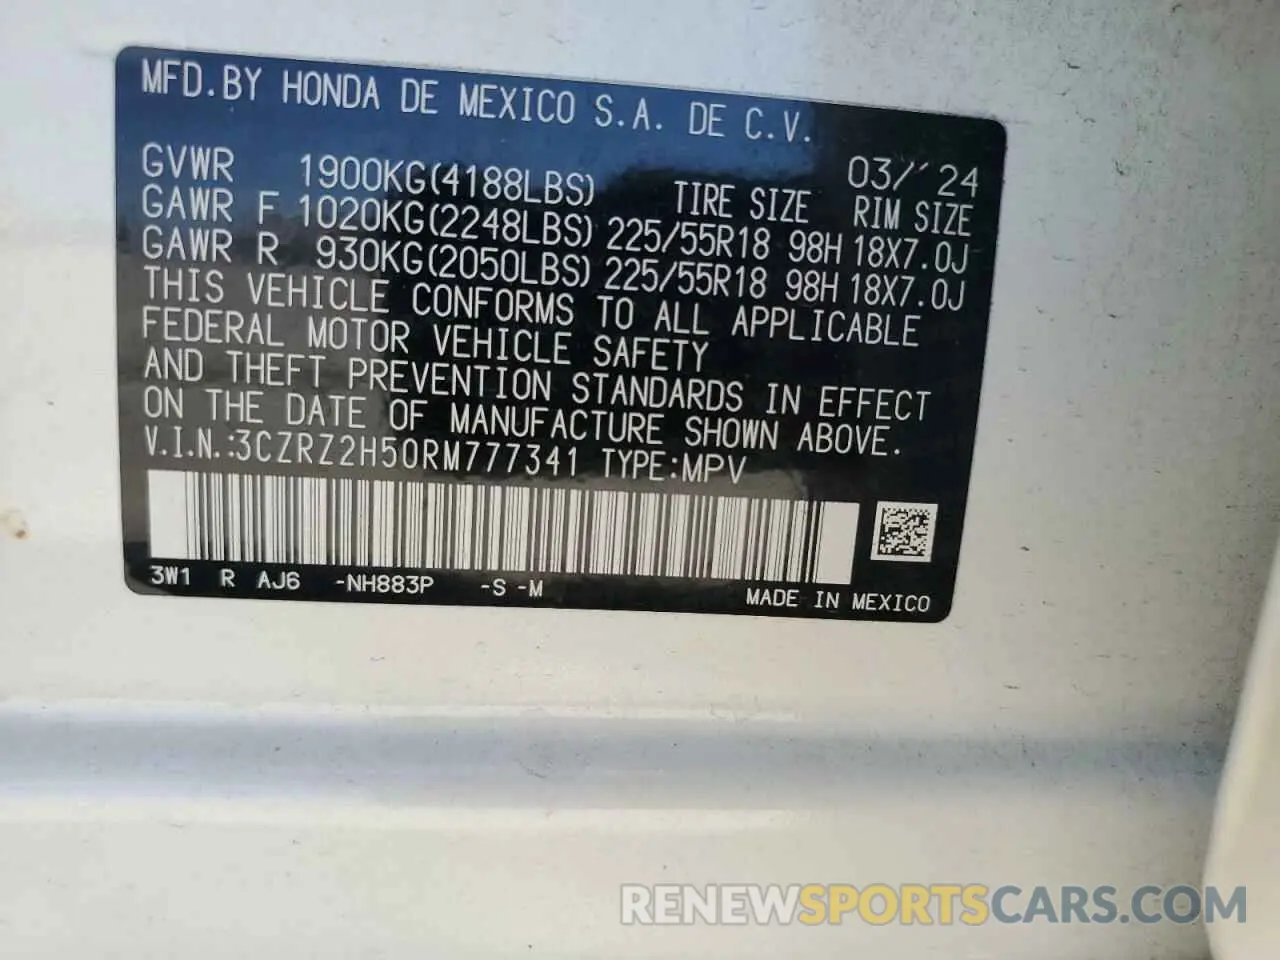 MFD.BY HONDA DE MEXICO S.A. DE C.V.
03/'24
GVWR 1900KG(4188LBS) TIRE SIZE RIM SIZE
GAWR F 1020KG(2248LBS) 225/55R18 98H 18X7.0J
GAWR R 930KG(2050LBS) 225/55R18 98H 18X7.0J
THIS VEHICLE CONFORMS TO ALL APPLICABLE
FEDERAL MOTOR VEHICLE SAFETY
AND THEFT PREVENTION STANDARDS IN EFFECT
ON THE DATE OF MANUFACTURE SHOWN ABOVE.
V.I.N.:3CZRZ2H50RM777341 TYPE:MPV
3W1 R AJ6 -NH883P -S -M
MADE IN MEXICO
RENEWSPORTSCARS.COM